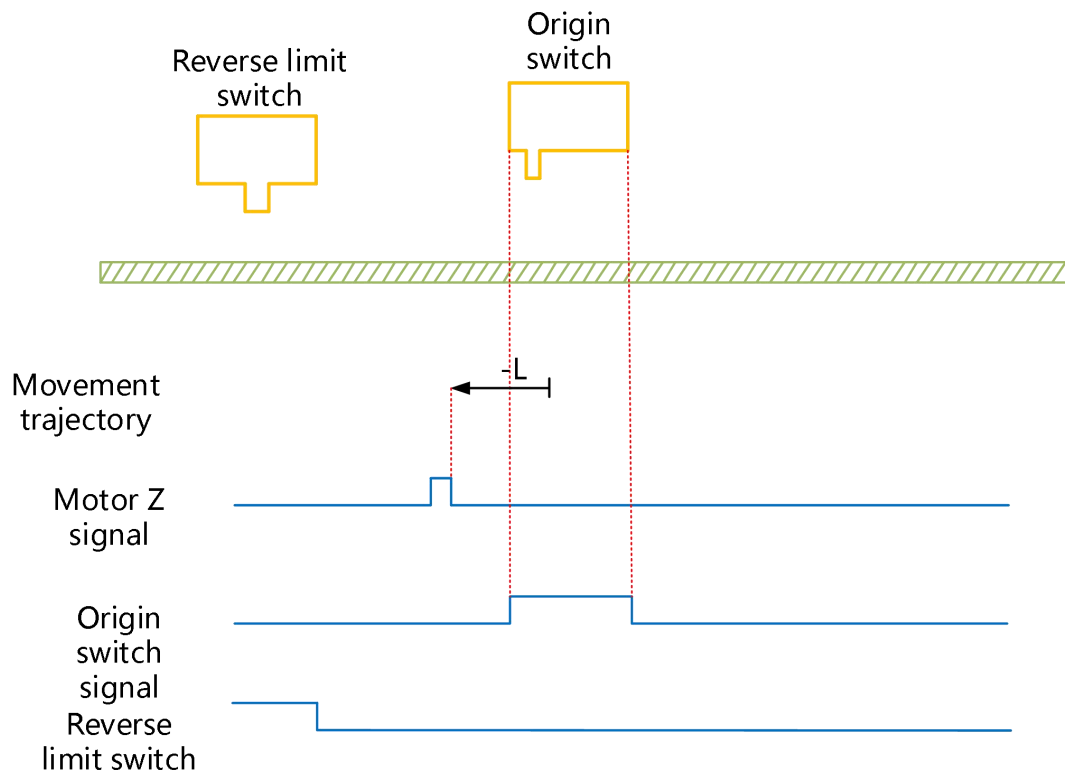 Origin
switch
Reverse limit
switch
-L
Movement
trajectory
Motor Z
signal
Origin
switch
signal
Reverse
limit switch